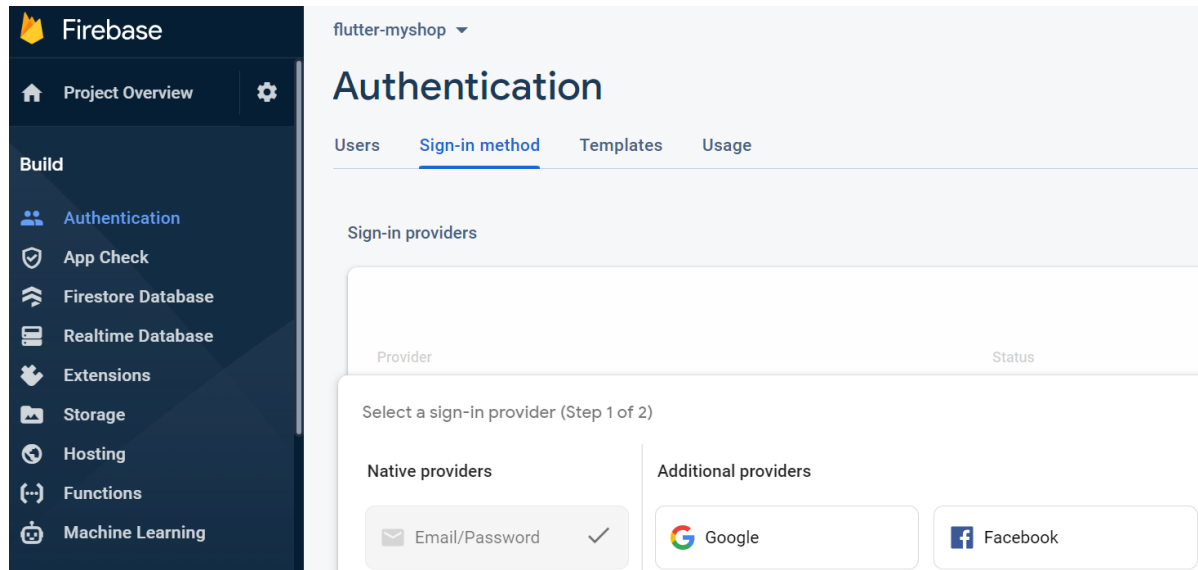 Firebase
Project Overview
Build
Authentication
App Check
Firestore Database
Realtime Database
Extensions
Storage
Hosting
Functions
Machine Learning
flutter-myshop
Authentication
Users Sign-in method Templates Usage
Sign-in providers
Provider Status
Select a sign-in provider (Step 1 of 2)
Native providers Additional providers
Email/Password Google Facebook